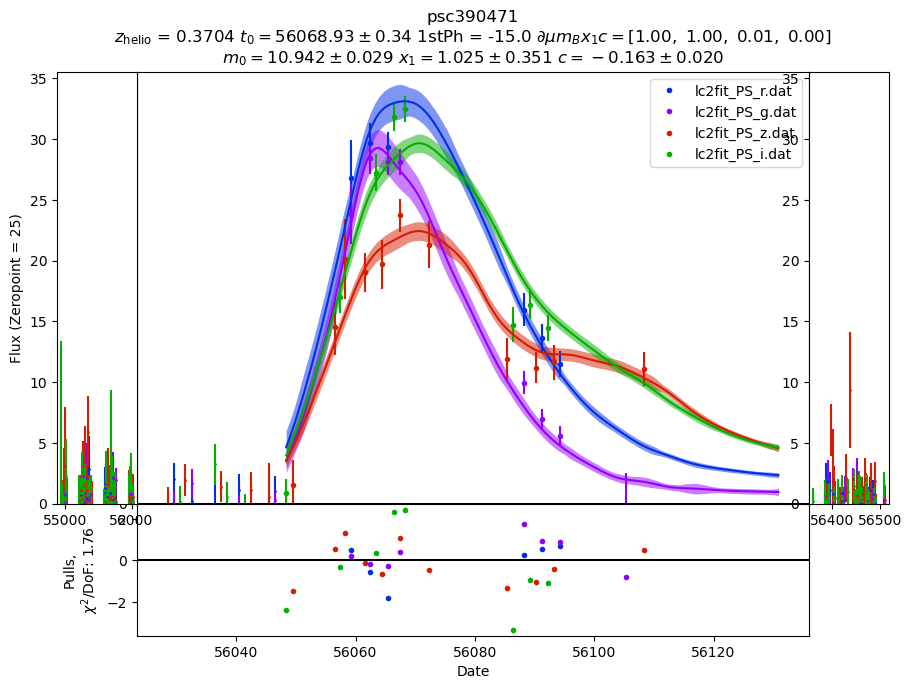 psc390471
z_helio = 0.3704 t_0 = 56068.93 ± 0.34 1stPh = -15.0 ∂μm_Bx_1c = [1.00, 1.00, 0.01, 0.00]
m_0 = 10.942 ± 0.029 x_1 = 1.025 ± 0.351 c = −0.163 ± 0.020
lc2fit_PS_r.dat
lc2fit_PS_g.dat
lc2fit_PS_z.dat
lc2fit_PS_i.dat
Flux (Zeropoint = 25)
35
30
25
20
15
10
5
0
35
30
25
20
15
10
5
0
55000
56400
56500
Pulls,
χ²/DoF: 1.76
0
−2
56040
56060
56080
56100
56120
Date